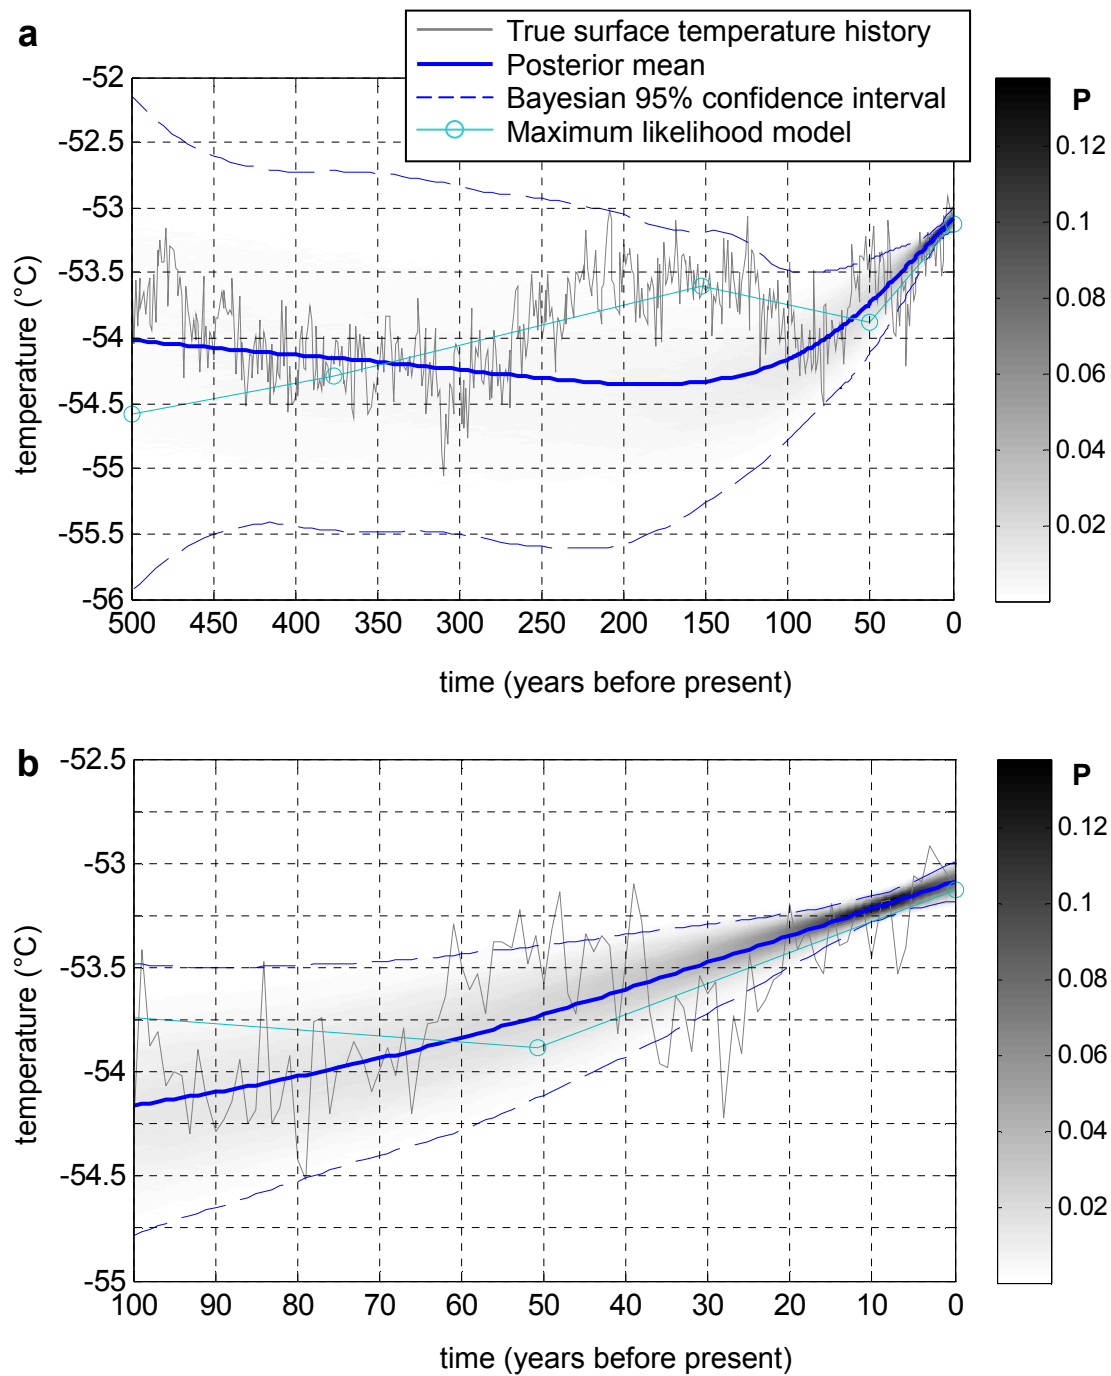 a
True surface temperature history
Posterior mean
Bayesian 95% confidence interval
Maximum likelihood model
-52
-52.5
-53
-53.5
-54
-54.5
-55
-55.5
-56
temperature (°C)
500 450 400 350 300 250 200 150 100 50 0
time (years before present)
P
0.12
0.1
0.08
0.06
0.04
0.02
b
-52.5
-53
-53.5
-54
-54.5
-55
temperature (°C)
100 90 80 70 60 50 40 30 20 10 0
time (years before present)
P
0.12
0.1
0.08
0.06
0.04
0.02